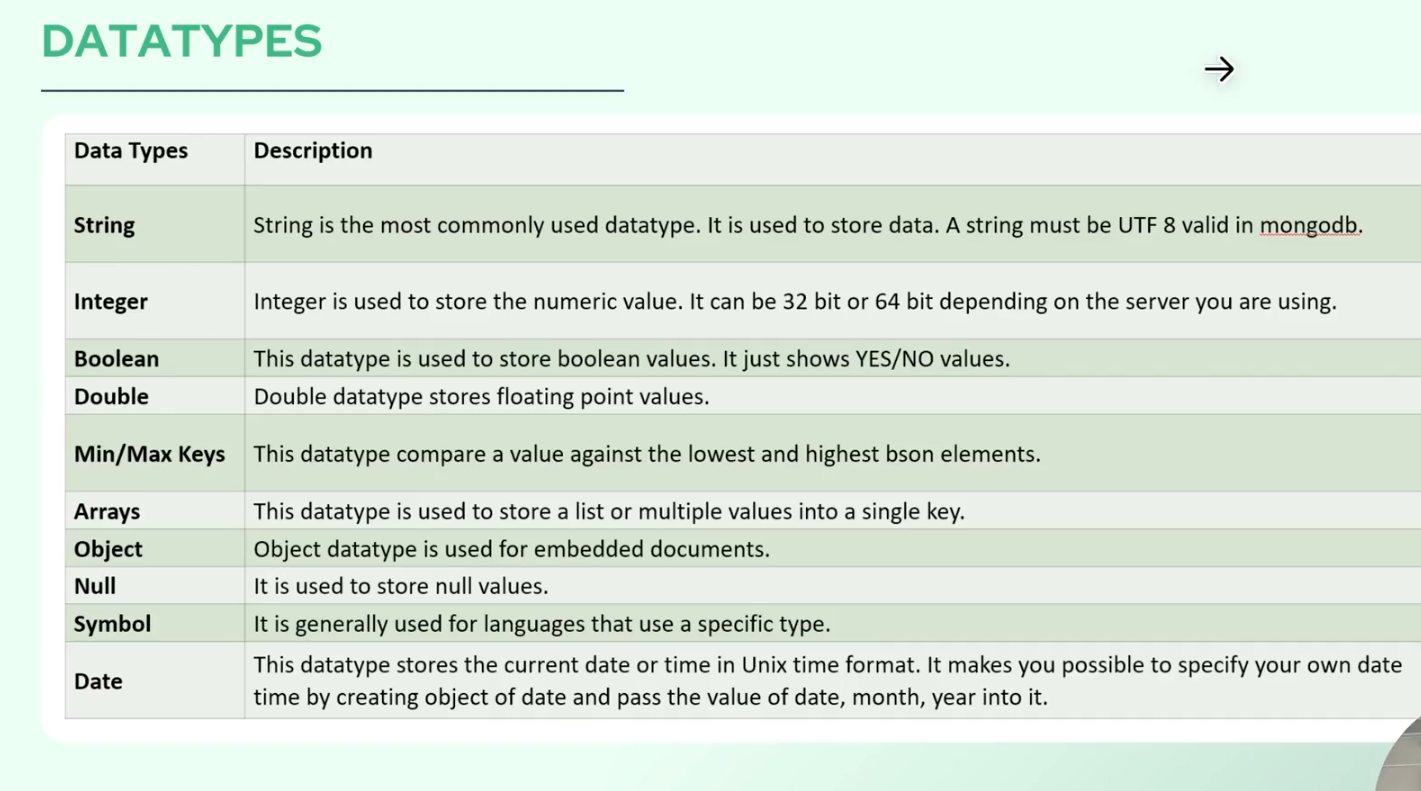 DATATYPES
Data Types Description
String String is the most commonly used datatype. It is used to store data. A string must be UTF 8 valid in mongodb.
Integer Integer is used to store the numeric value. It can be 32 bit or 64 bit depending on the server you are using.
Boolean This datatype is used to store boolean values. It just shows YES/NO values.
Double Double datatype stores floating point values.
Min/Max Keys This datatype compare a value against the lowest and highest bson elements.
Arrays This datatype is used to store a list or multiple values into a single key.
Object Object datatype is used for embedded documents.
Null It is used to store null values.
Symbol It is generally used for languages that use a specific type.
Date This datatype stores the current date or time in Unix time format. It makes you possible to specify your own date
time by creating object of date and pass the value of date, month, year into it.